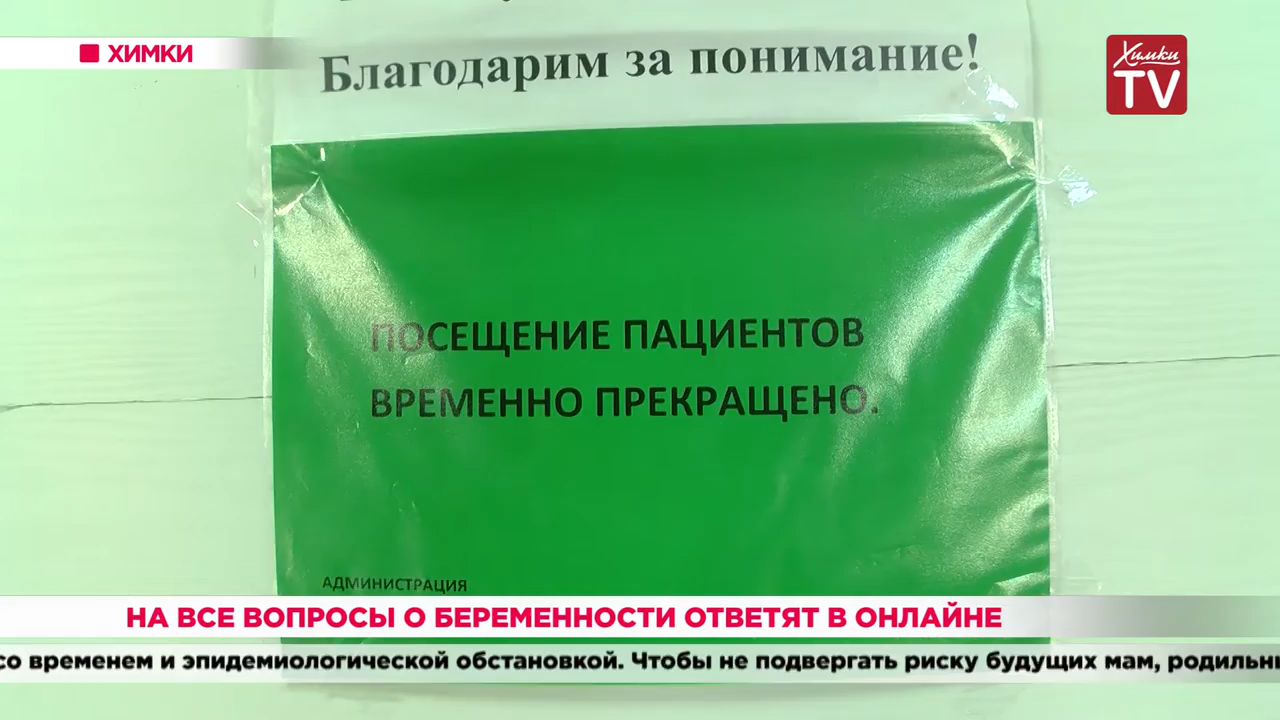 Благодарим за понимание!
ХИМКИ
Химки
TV
ПОСЕЩЕНИЕ ПАЦИЕНТОВ
ВРЕМЕННО ПРЕКРАЩЕНО.
АДМИНИСТРАЦИЯ
НА ВСЕ ВОПРОСЫ О БЕРЕМЕННОСТИ ОТВЕТЯТ В ОНЛАЙНЕ
со временем и эпидемиологической обстановкой. Чтобы не подвергать риску будущих мам,